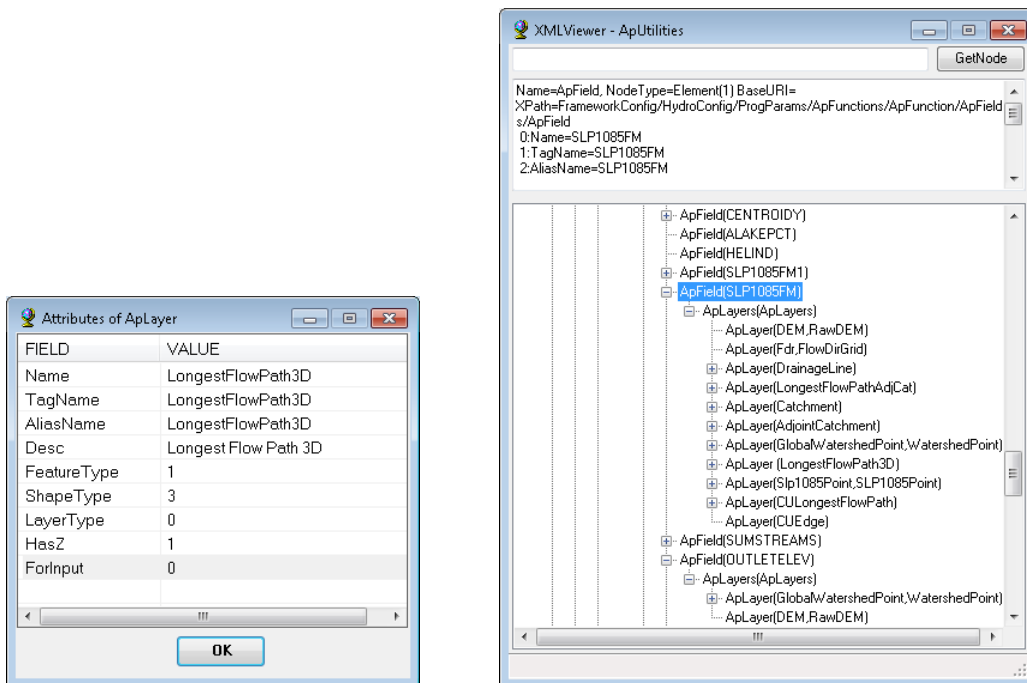 Attributes of ApLayer
FIELD VALUE
Name LongestFlowPath3D
TagName LongestFlowPath3D
AliasName LongestFlowPath3D
Desc Longest Flow Path 3D
FeatureType 1
ShapeType 3
LayerType 0
HasZ 1
ForInput 0
OK
XMLViewer - ApUtilities
GetNode
Name=ApField, NodeType=Element(1) BaseURI=
XPath=FrameworkConfig/HydroConfig/ProgParams/ApFunctions/ApFunction/ApField
s/ApField
0:Name=SLP1085FM
1:TagName=SLP1085FM
2:AliasName=SLP1085FM
ApField(CENTROIDY)
ApField(ALAKEPCT)
ApField(HELIND)
ApField(SLP1085FM1)
ApField(SLP1085FM)
ApLayers(ApLayers)
ApLayer(DEM,RawDEM)
ApLayer(Fdr,FlowDirGrid)
ApLayer(DrainageLine)
ApLayer(LongestFlowPathAdjCat)
ApLayer(Catchment)
ApLayer(AdjointCatchment)
ApLayer(GlobalWatershedPoint,WatershedPoint)
ApLayer (LongestFlowPath3D)
ApLayer(Slp1085Point,SLP1085Point)
ApLayer(CULongestFlowPath)
ApLayer(CUEdge)
ApField(SUMSTREAMS)
ApField(OUTLETELEV)
ApLayers(ApLayers)
ApLayer(GlobalWatershedPoint,WatershedPoint)
ApLayer(DEM,RawDEM)